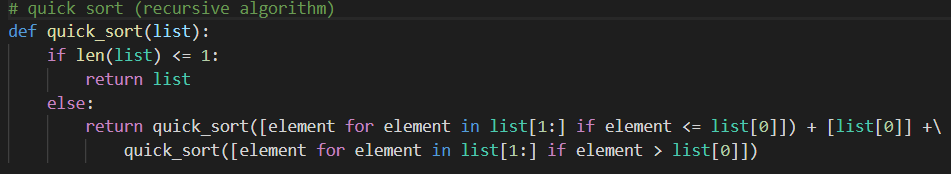 # quick sort (recursive algorithm)
def quick_sort(list):
    if len(list) <= 1:
        return list
    else:
        return quick_sort([element for element in list[1:] if element <= list[0]]) + [list[0]] +\
            quick_sort([element for element in list[1:] if element > list[0]])